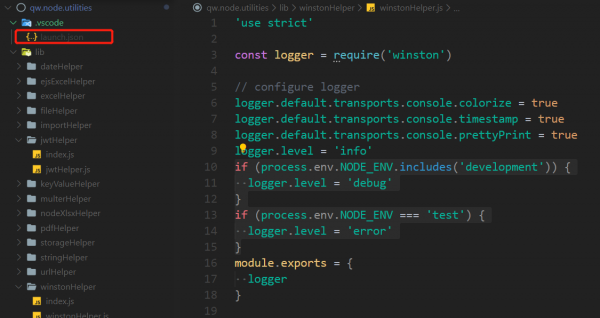 qw.node.utilities
.vscode
{..} launch.json
lib
dateHelper
ejsExcelHelper
excelHelper
fileHelper
importHelper
jwtHelper
JS index.js
JS jwtHelper.js
keyValueHelper
multerHelper
nodeXlsxHelper
pdfHelper
storageHelper
stringHelper
urlHelper
winstonHelper
JS index.js
JS winstonHelper.js
qw.node.utilities > lib > winstonHelper > JS winstonHelper.js > ...
1 'use strict'
2
3 const logger = require('winston')
4
5 // configure logger
6 logger.default.transports.console.colorize = true
7 logger.default.transports.console.timestamp = true
8 logger.default.transports.console.prettyPrint = true
9 logger.level = 'info'
10 if (process.env.NODE_ENV.includes('development')) {
11 ··logger.level = 'debug'
12 }
13 if (process.env.NODE_ENV === 'test') {
14 ··logger.level = 'error'
15 }
16 module.exports = {
17 ··logger
18 }